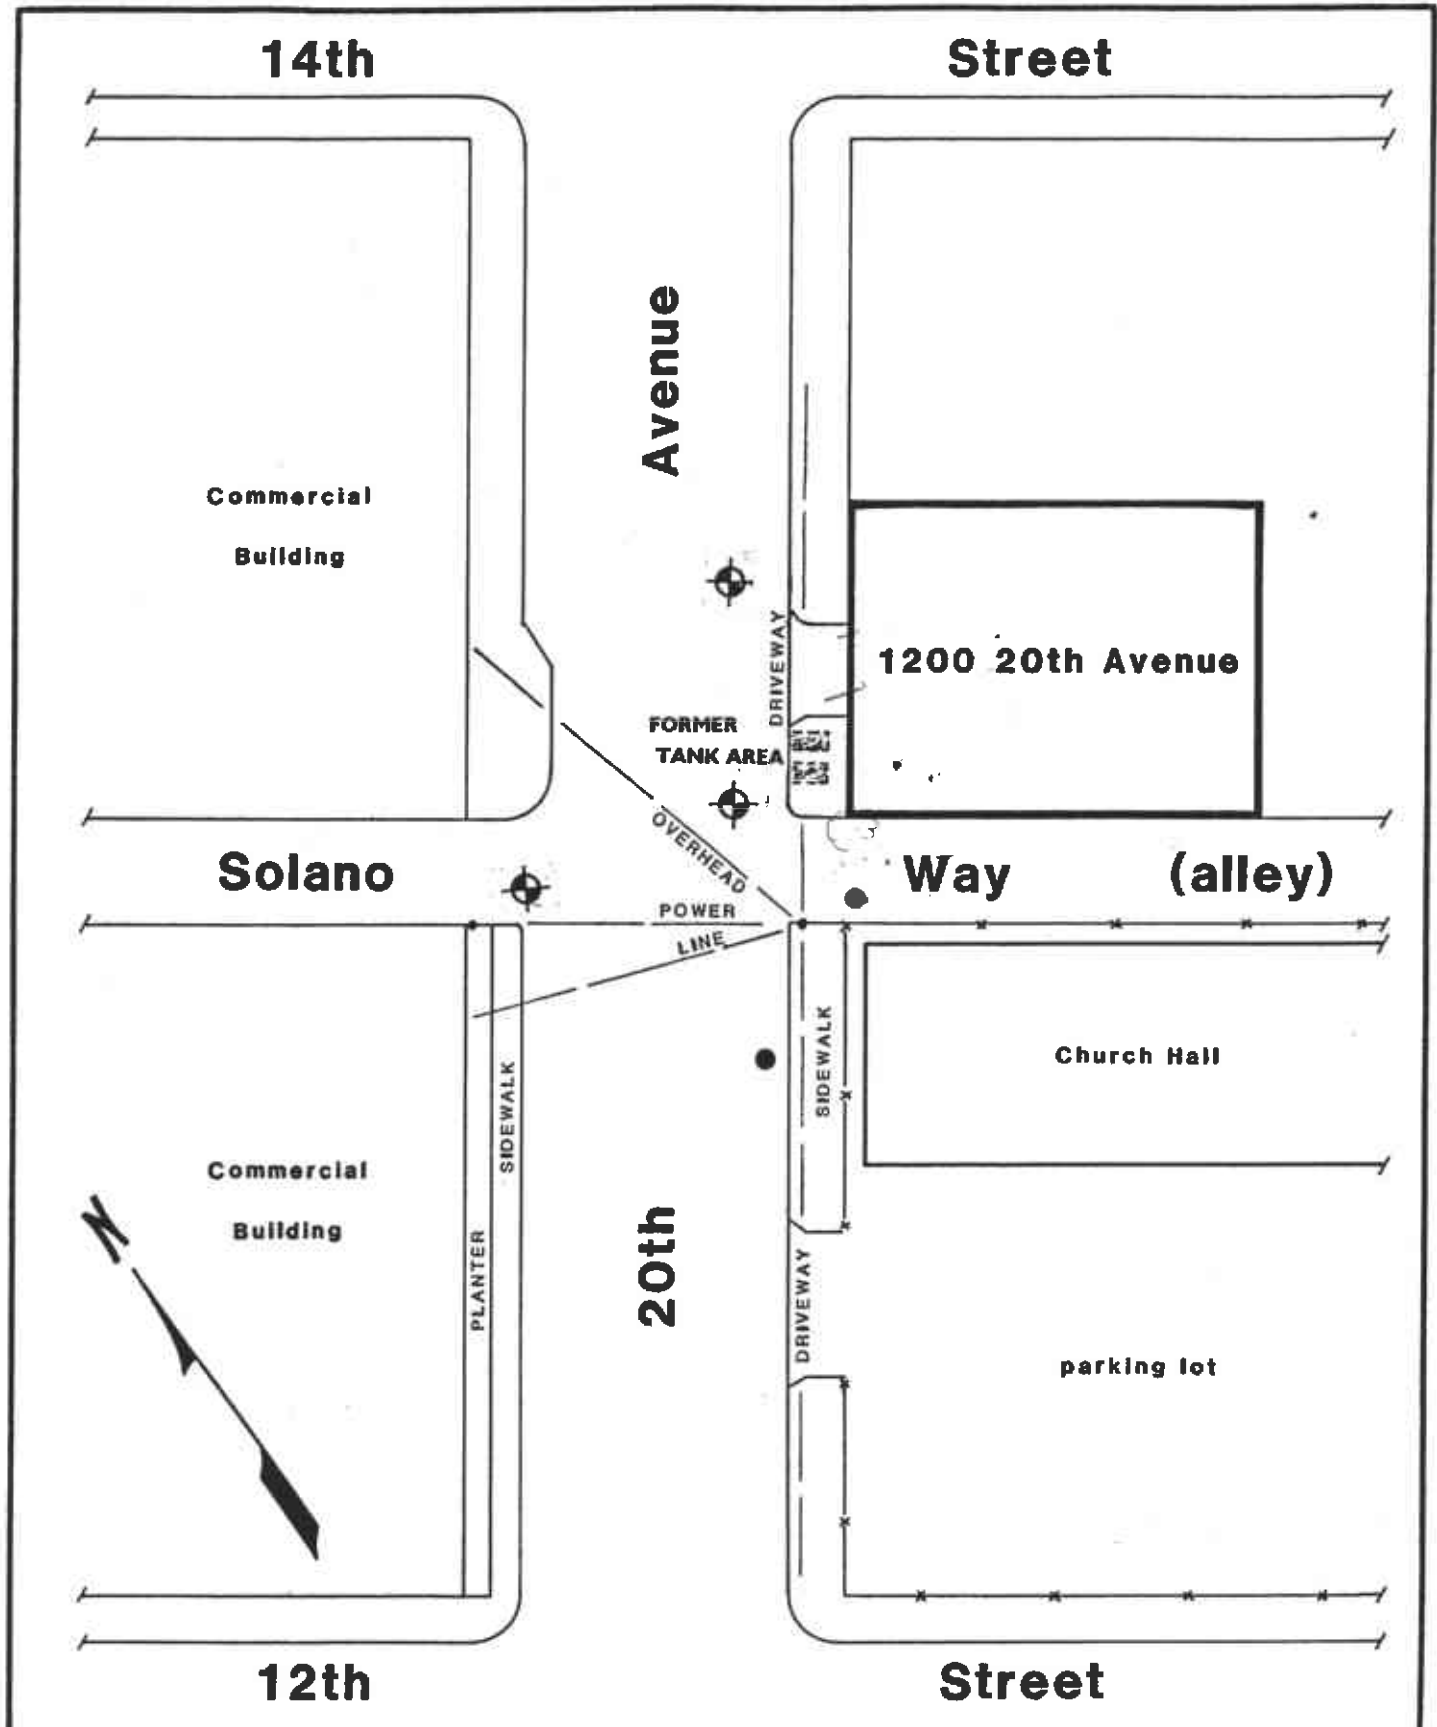 14th Street
Avenue
Commercial
Building
1200 20th Avenue
DRIVEWAY
FORMER
TANK AREA
OVERHEAD
Solano Way (alley)
POWER
LINE
SIDEWALK
Church Hall
SIDEWALK
Commercial
Building
N
PLANTER
20th
DRIVEWAY
parking lot
12th Street